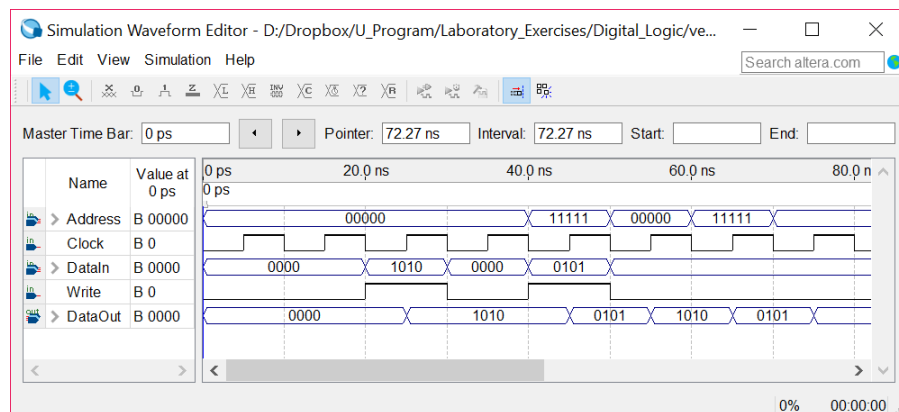 Simulation Waveform Editor - D:/Dropbox/U_Program/Laboratory_Exercises/Digital_Logic/ve...
File Edit View Simulation Help
Search altera.com
Master Time Bar: 0 ps Pointer: 72.27 ns Interval: 72.27 ns Start: End:
Name Value at 0 ps
0 ps 20.0 ns 40.0 ns 60.0 ns 80.0 n
0 ps
Address B 00000 00000 11111 00000 11111
Clock B 0
DataIn B 0000 0000 1010 0000 0101
Write B 0
DataOut B 0000 0000 1010 0101 1010 0101
0% 00:00:00